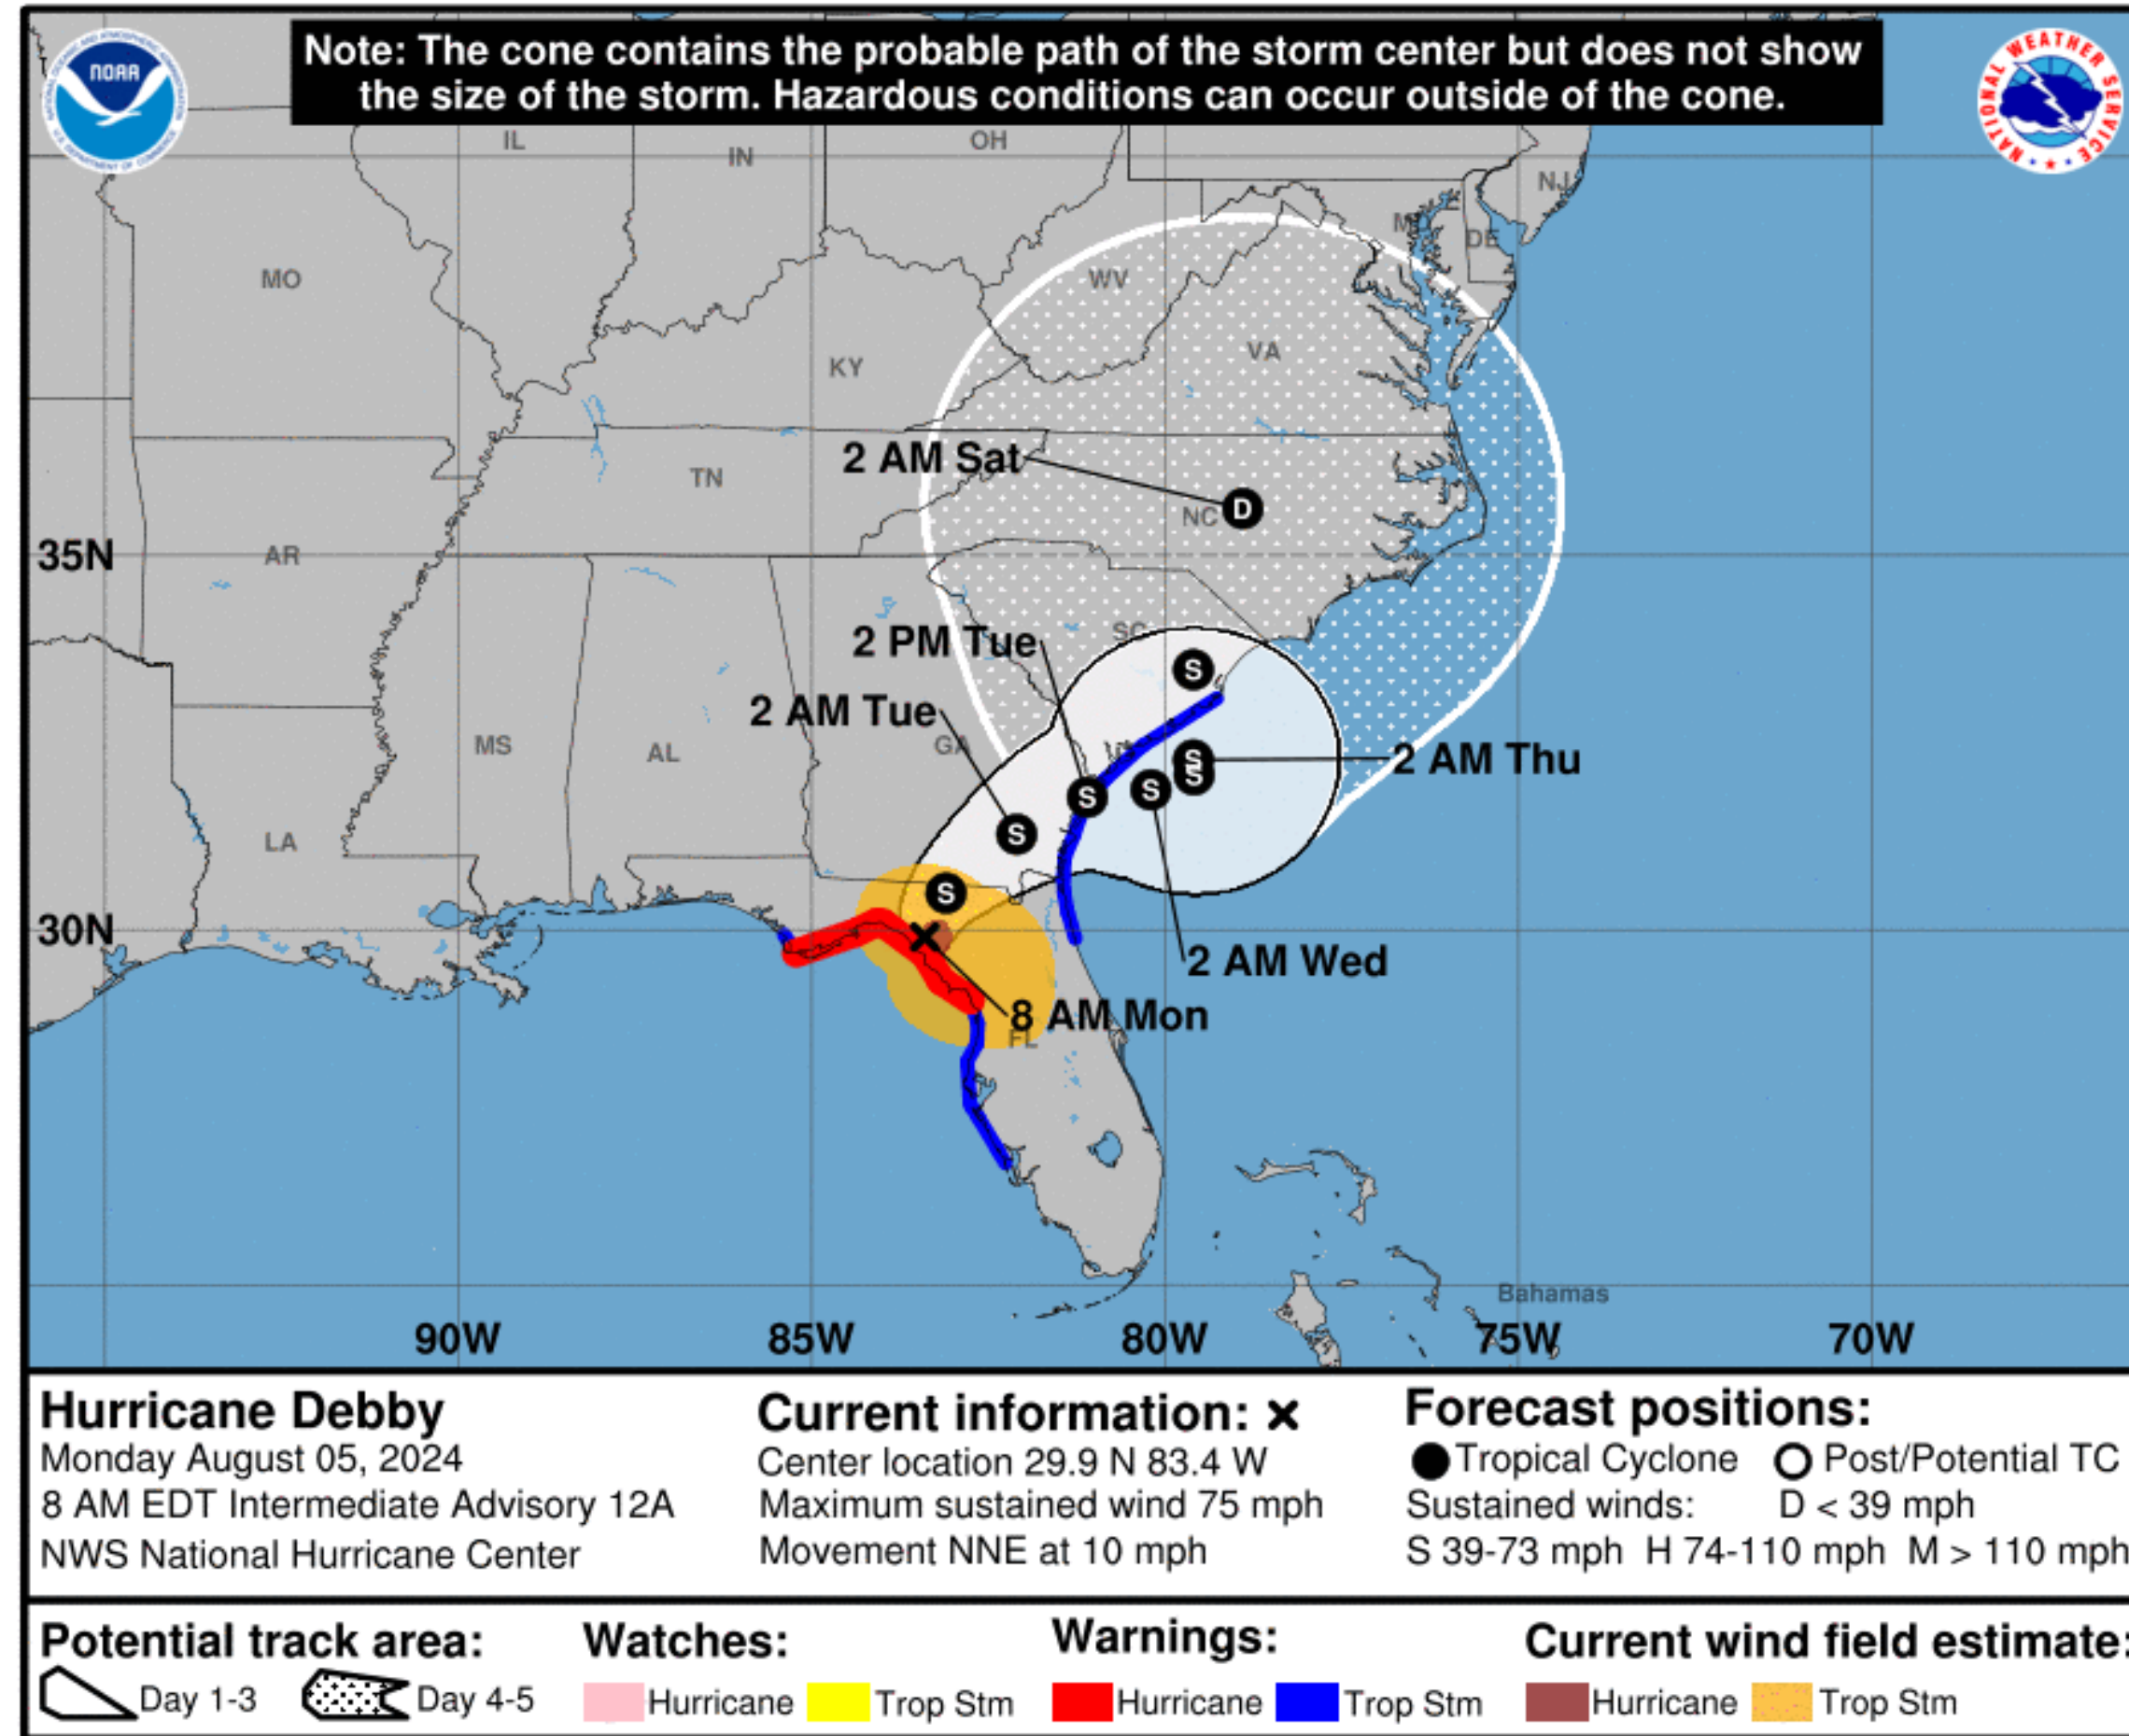 Note: The cone contains the probable path of the storm center but does not show
the size of the storm. Hazardous conditions can occur outside of the cone.
NOAA
NATIONAL WEATHER SERVICE
IL
IN
OH
NJ
DE
MO
WV
KY
VA
2 AM Sat
TN
NC
D
35N
AR
2 PM Tue
SC
S
2 AM Tue
MS
AL
GA
S
2 AM Thu
S
S
S
S
LA
S
30N
2 AM Wed
8 AM Mon
FL
Bahamas
90W
85W
80W
75W
70W
Hurricane Debby
Monday August 05, 2024
8 AM EDT Intermediate Advisory 12A
NWS National Hurricane Center
Current information: ×
Center location 29.9 N 83.4 W
Maximum sustained wind 75 mph
Movement NNE at 10 mph
Forecast positions:
Tropical Cyclone
Post/Potential TC
Sustained winds: D < 39 mph
S 39-73 mph H 74-110 mph M > 110 mph
Potential track area:
Day 1-3
Day 4-5
Watches:
Hurricane
Trop Stm
Warnings:
Hurricane
Trop Stm
Current wind field estimate:
Hurricane
Trop Stm